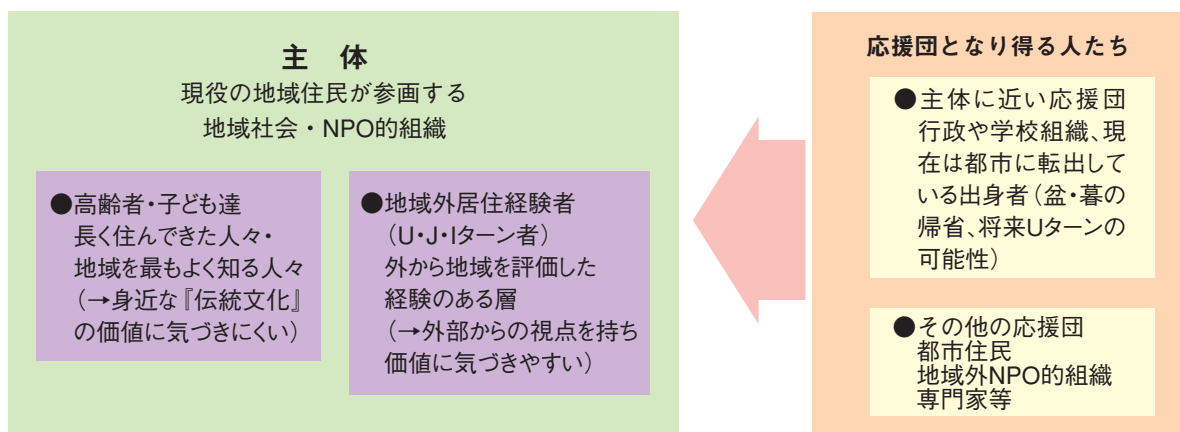 主　体
現役の地域住民が参画する
地域社会・NPO的組織
●高齢者・子ども達
長く住んできた人々・
地域を最もよく知る人々
（→身近な『伝統文化』
の価値に気づきにくい）
●地域外居住経験者
（U・J・Iターン者）
外から地域を評価した
経験のある層
（→外部からの視点を持ち
価値に気づきやすい）
応援団となり得る人たち
●主体に近い応援団
行政や学校組織、現
在は都市に転出して
いる出身者（盆・暮の
帰省、将来Uターンの
可能性）
●その他の応援団
都市住民
地域外NPO的組織
専門家等